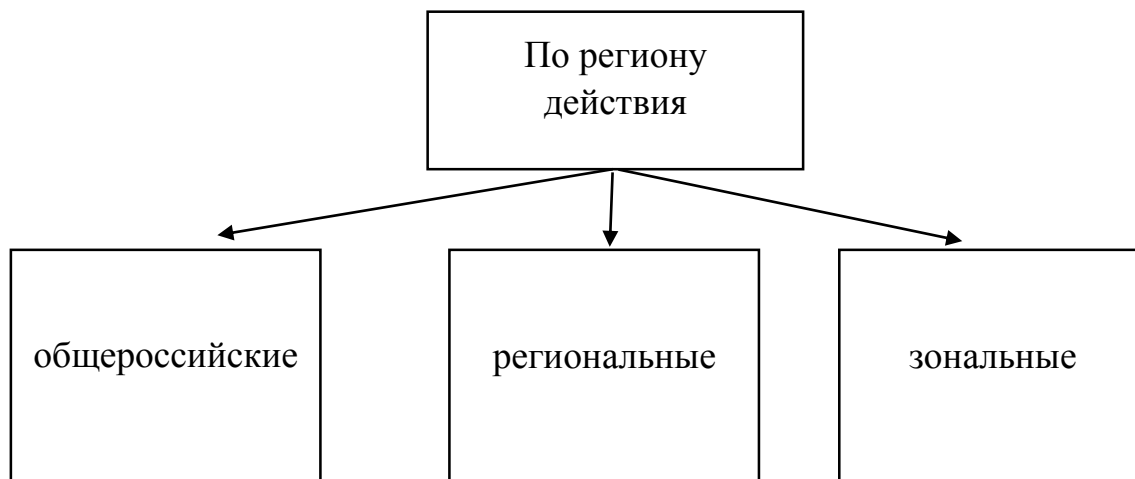 По региону
действия
общероссийские
региональные
зональные